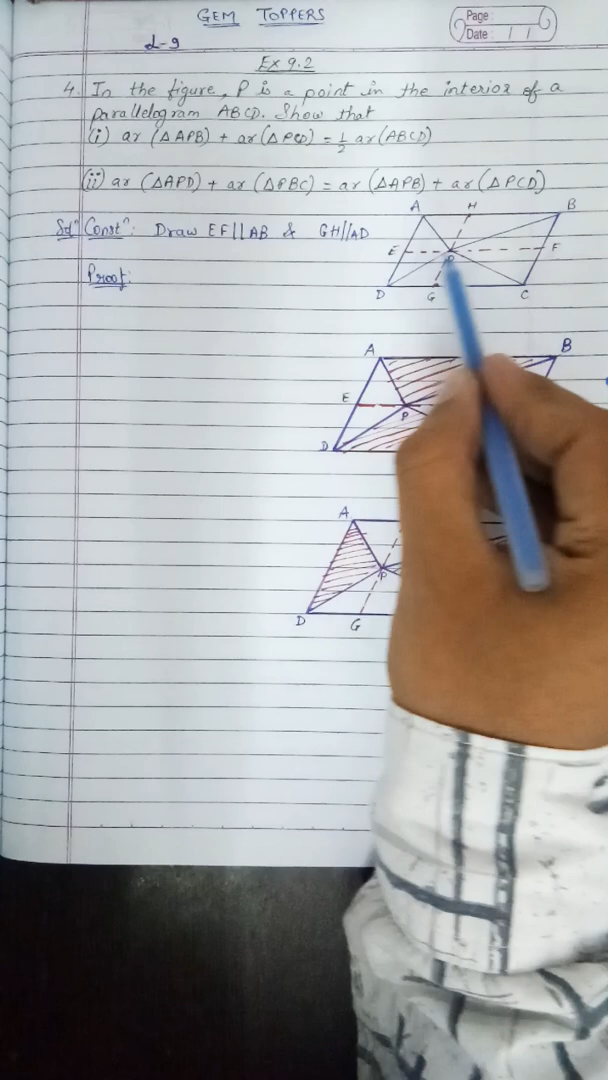 GEM TOPPERS
Page:
Date: / /
L-9
Ex 9.2
4. In the figure, P is a point in the interior of a
parallelogram ABCD. Show that
(i) ar (Δ APB) + ar (Δ PCD) = 1/2 ar (ABCD)
(ii) ar (Δ APD) + ar (Δ PBC) = ar (Δ APB) + ar (Δ PCD)
Solⁿ Constⁿ: Draw EF||AB & GH//AD
Proof:
A H B
E P F
D G C
A B
E P
D
A
P
D G